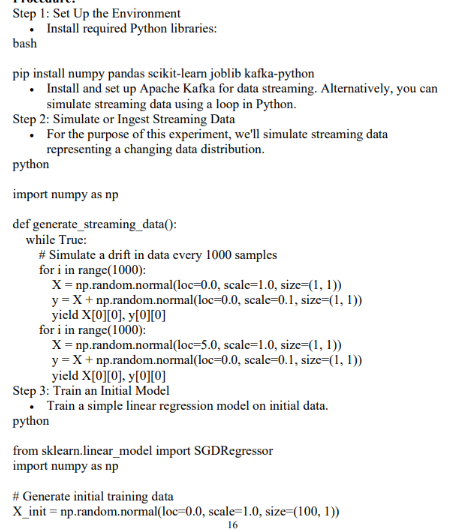 Procedure:
Step 1: Set Up the Environment
• Install required Python libraries:
bash
pip install numpy pandas scikit-learn joblib kafka-python
• Install and set up Apache Kafka for data streaming. Alternatively, you can
simulate streaming data using a loop in Python.
Step 2: Simulate or Ingest Streaming Data
• For the purpose of this experiment, we'll simulate streaming data
representing a changing data distribution.
python
import numpy as np
def generate_streaming_data():
while True:
# Simulate a drift in data every 1000 samples
for i in range(1000):
X = np.random.normal(loc=0.0, scale=1.0, size=(1, 1))
y = X + np.random.normal(loc=0.0, scale=0.1, size=(1, 1))
yield X[0][0], y[0][0]
for i in range(1000):
X = np.random.normal(loc=5.0, scale=1.0, size=(1, 1))
y = X + np.random.normal(loc=0.0, scale=0.1, size=(1, 1))
yield X[0][0], y[0][0]
Step 3: Train an Initial Model
• Train a simple linear regression model on initial data.
python
from sklearn.linear_model import SGDRegressor
import numpy as np
# Generate initial training data
X_init = np.random.normal(loc=0.0, scale=1.0, size=(100, 1))
16